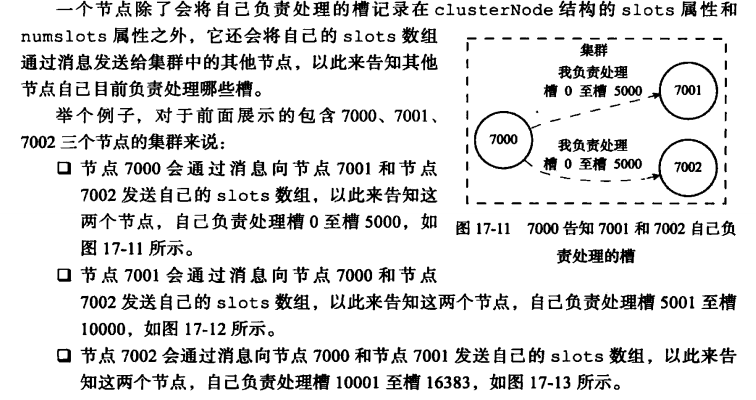 一个节点除了会将自己负责处理的槽记录在 clusterNode 结构的 slots 属性和
numslots 属性之外，它还会将自己的 slots 数组
通过消息发送给集群中的其他节点，以此来告知其他
节点自己目前负责处理哪些槽。
举个例子，对于前面展示的包含 7000、7001、
7002 三个节点的集群来说：
❑ 节点 7000 会通过消息向节点 7001 和节点
7002 发送自己的 slots 数组，以此来告知这
两个节点，自己负责处理槽 0 至槽 5000，如
图 17-11 所示。
集群
我负责处理
槽 0 至槽 5000
7001
7000
我负责处理
槽 0 至槽 5000
7002
图 17-11 7000 告知 7001 和 7002 自己负
责处理的槽
❑ 节点 7001 会通过消息向节点 7000 和节点
7002 发送自己的 slots 数组，以此来告知这两个节点，自己负责处理槽 5001 至槽
10000，如图 17-12 所示。
❑ 节点 7002 会通过消息向节点 7000 和节点 7001 发送自己的 slots 数组，以此来告
知这两个节点，自己负责处理槽 10001 至槽 16383，如图 17-13 所示。